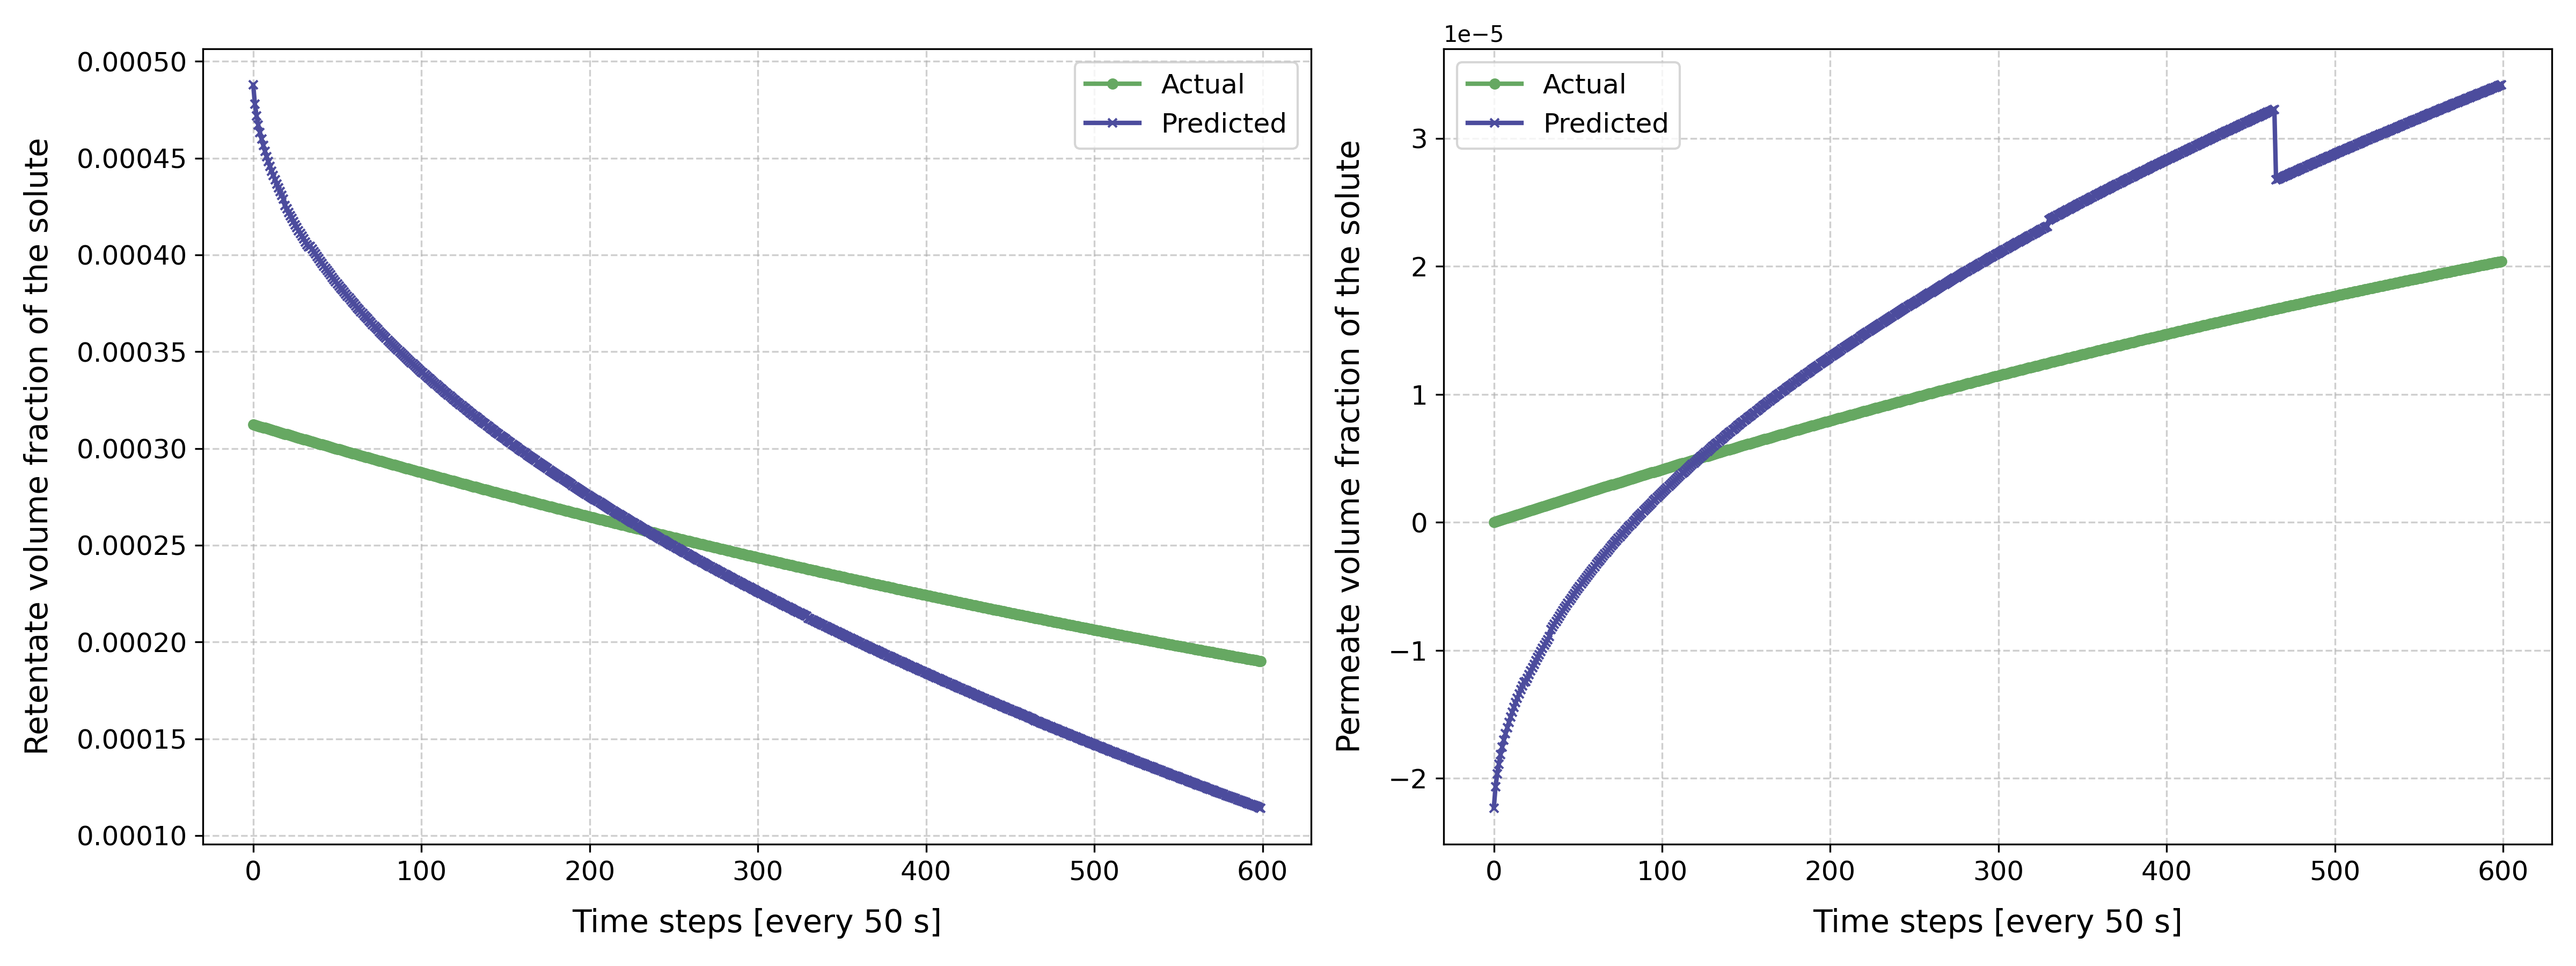 Retentate volume fraction of the solute
0.00050
0.00045
0.00040
0.00035
0.00030
0.00025
0.00020
0.00015
0.00010
0 100 200 300 400 500 600
Time steps [every 50 s]
Actual
Predicted
1e−5
Permeate volume fraction of the solute
3
2
1
0
−1
−2
0 100 200 300 400 500 600
Time steps [every 50 s]
Actual
Predicted